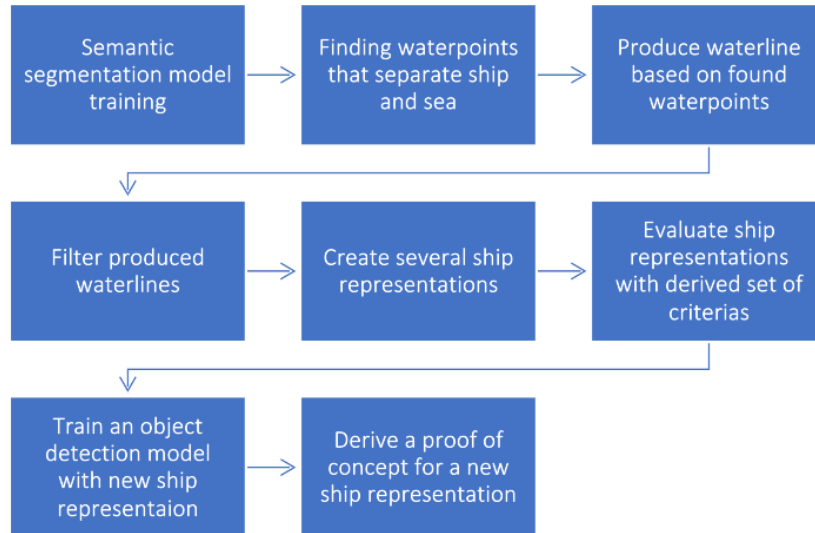 Semantic
segmentation model
training
Finding waterpoints
that separate ship
and sea
Produce waterline
based on found
waterpoints
Filter produced
waterlines
Create several ship
representations
Evaluate ship
representations
with derived set of
criterias
Train an object
detection model
with new ship
representaion
Derive a proof of
concept for a new
ship representation